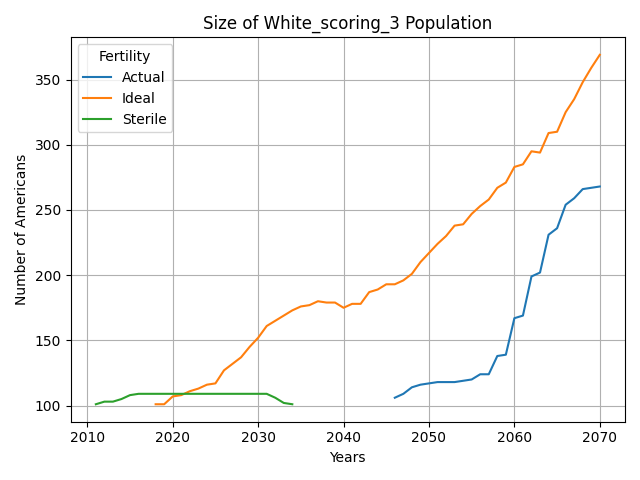 Size of White_scoring_3 Population
Fertility
Actual
Ideal
Sterile
Number of Americans
350
300
250
200
150
100
2010 2020 2030 2040 2050 2060 2070
Years